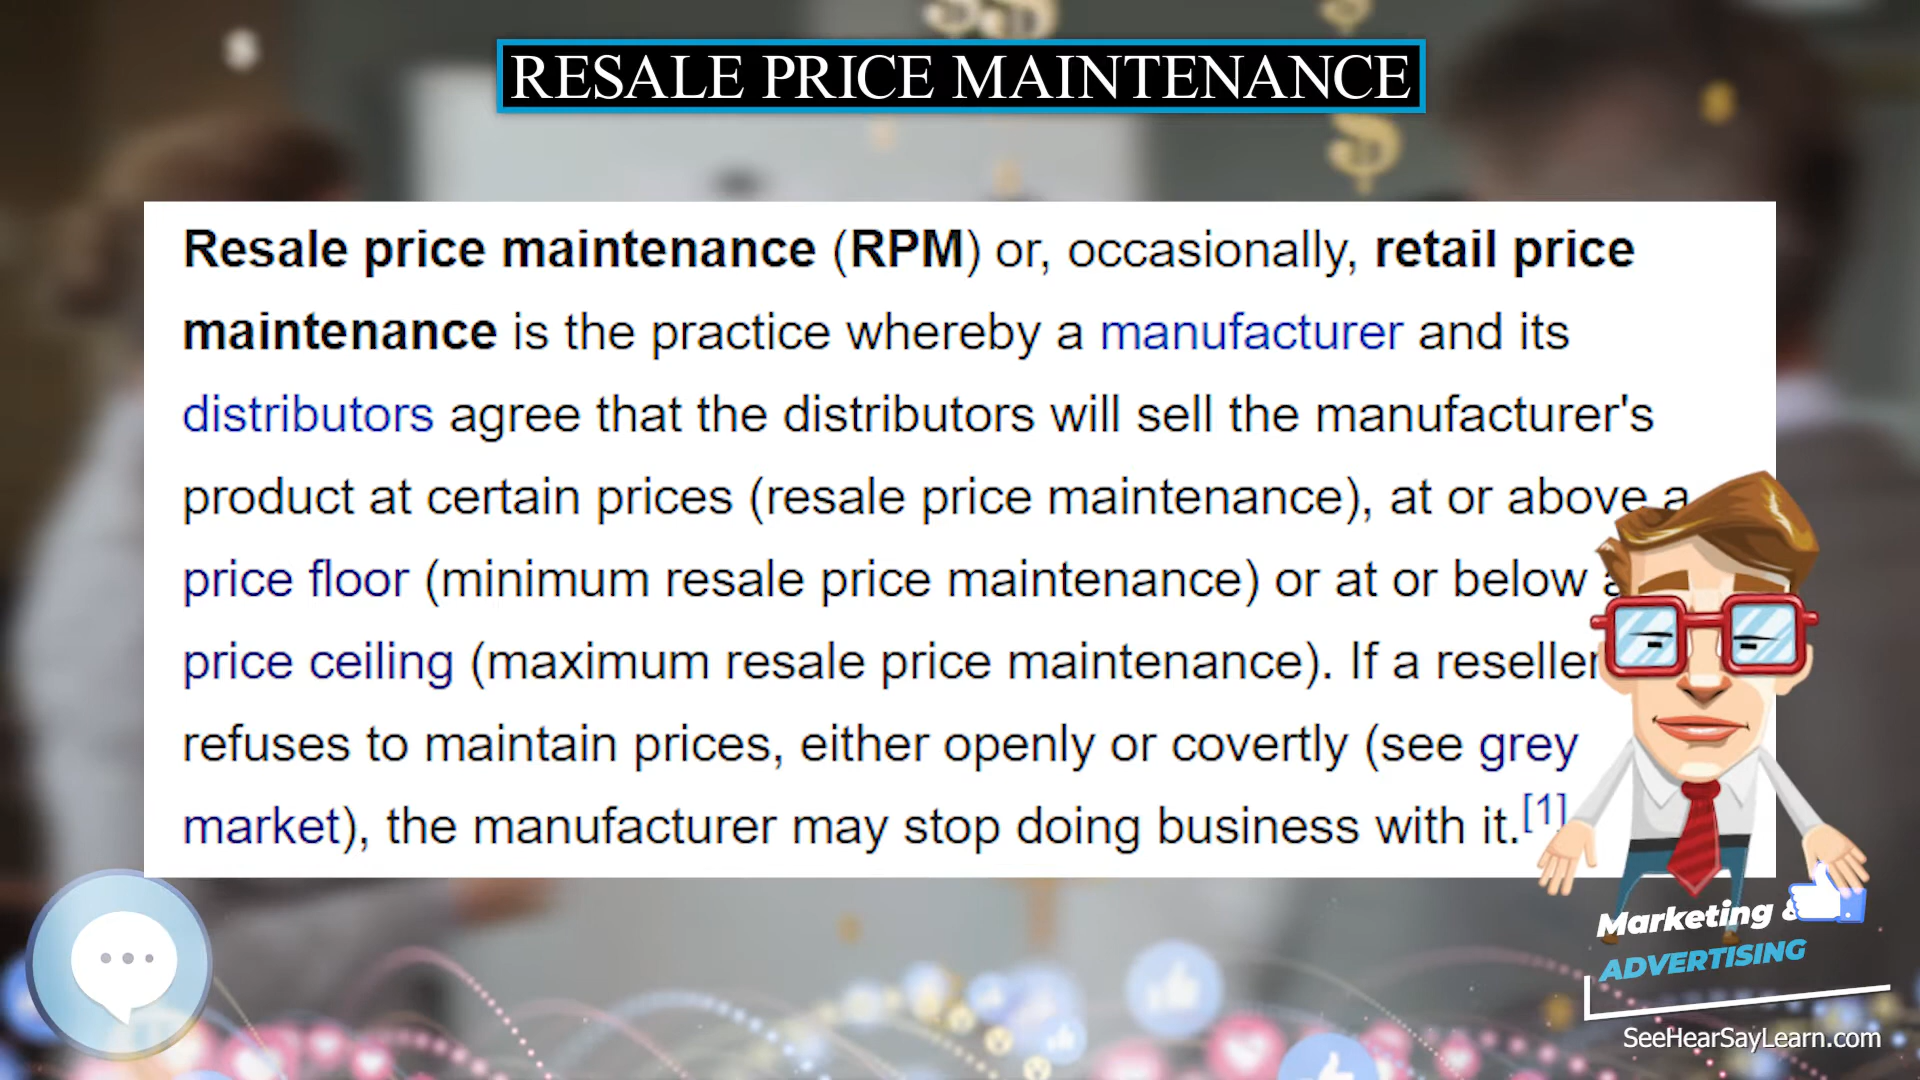 RESALE PRICE MAINTENANCE
Resale price maintenance (RPM) or, occasionally, retail price
maintenance is the practice whereby a manufacturer and its
distributors agree that the distributors will sell the manufacturer's
product at certain prices (resale price maintenance), at or above a
price floor (minimum resale price maintenance) or at or below a
price ceiling (maximum resale price maintenance). If a reseller
refuses to maintain prices, either openly or covertly (see grey
market), the manufacturer may stop doing business with it.[1]
Marketing &
ADVERTISING
SeeHearSayLearn.com